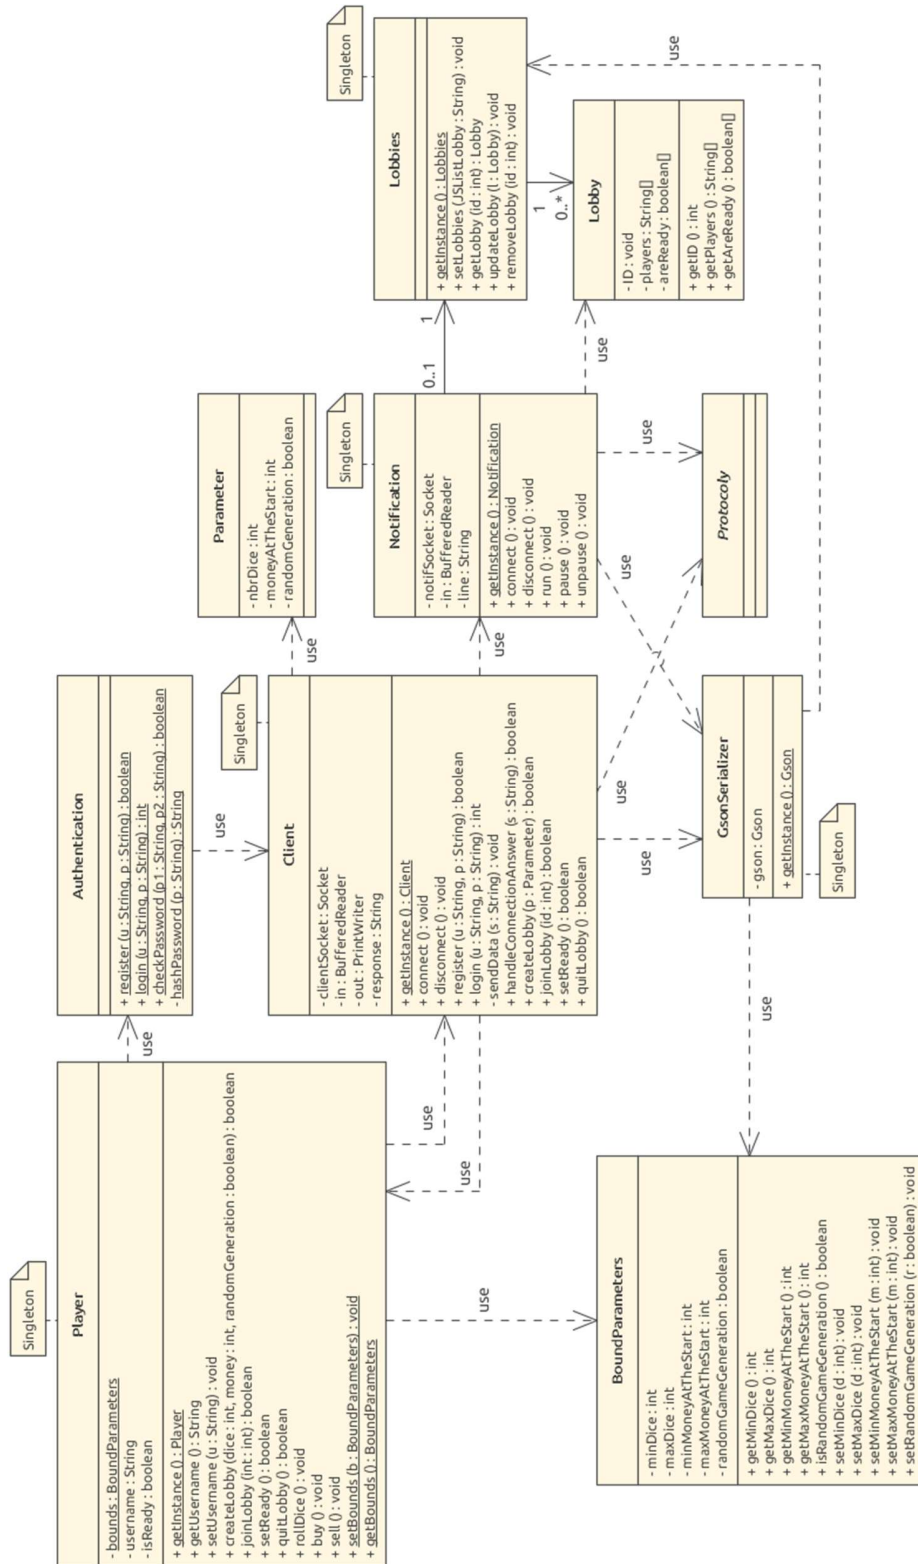 Singleton
Player
- bounds : BoundParameters
- username : String
- isReady : boolean
+ getInstance () : Player
+ getUsername () : String
+ setUsername (u : String) : void
+ createLobby (dice : int, money : int, randomGeneration : boolean) : boolean
+ joinLobby (int : int) : boolean
+ setReady () : boolean
+ quitLobby () : boolean
+ rollDice () : void
+ buy () : void
+ sell () : void
+ setBounds (b : BoundParameters) : void
+ getBounds () : BoundParameters
use
Authentication
+ register (u : String, p : String) : boolean
+ login (u : String, p : String) : int
+ checkPassword (p1 : String, p2 : String) : boolean
- hashPassword (p : String) : String
use
Singleton
Client
- clientSocket : Socket
- in : BufferedReader
- out : PrintWriter
- response : String
+ getInstance () : Client
+ connect () : void
+ disconnect () : void
+ register (u : String, p : String) : boolean
+ login (u : String, p : String) : int
- sendData (s : String) : void
+ handleConnectionAnswer (s : String) : boolean
+ createLobby (p : Parameter) : boolean
+ joinLobby (id : int) : boolean
+ setReady () : boolean
+ quitLobby () : boolean
use
use
use
Parameter
- nbrDice : int
- moneyAtTheStart : int
- randomGeneration : boolean
use
Singleton
Notification
- notifSocket : Socket
- in : BufferedReader
- line : String
+ getInstance () : Notification
+ connect () : void
+ disconnect () : void
+ run () : void
+ pause () : void
+ unpause () : void
0..1
1
Singleton
Lobbies
+ getInstance () : Lobbies
+ setLobbies (JSListLobby : String) : void
+ getLobby (id : int) : Lobby
+ updateLobby (l : Lobby) : void
+ removeLobby (id : int) : void
1
0..*
use
use
Lobby
- ID : void
- players : String[]
- areReady : boolean[]
+ getID () : int
+ getPlayers () : String[]
+ getAreReady () : boolean[]
use
BoundParameters
- minDice : int
- maxDice : int
- minMoneyAtTheStart : int
- maxMoneyAtTheStart : int
- randomGeneration : boolean
+ getMinDice () : int
+ getMaxDice () : int
+ getMinMoneyAtTheStart () : int
+ getMaxMoneyAtTheStart () : int
+ isRandomGameGeneration () : boolean
+ setMinDice (d : int) : void
+ setMaxDice (d : int) : void
+ setMinMoneyAtTheStart (m : int) : void
+ setMaxMoneyAtTheStart (m : int) : void
+ setRandomGameGeneration (r : boolean) : void
use
use
use
use
use
GsonSerializer
- gson : Gson
+ getInstance () : Gson
Singleton
Protocoly